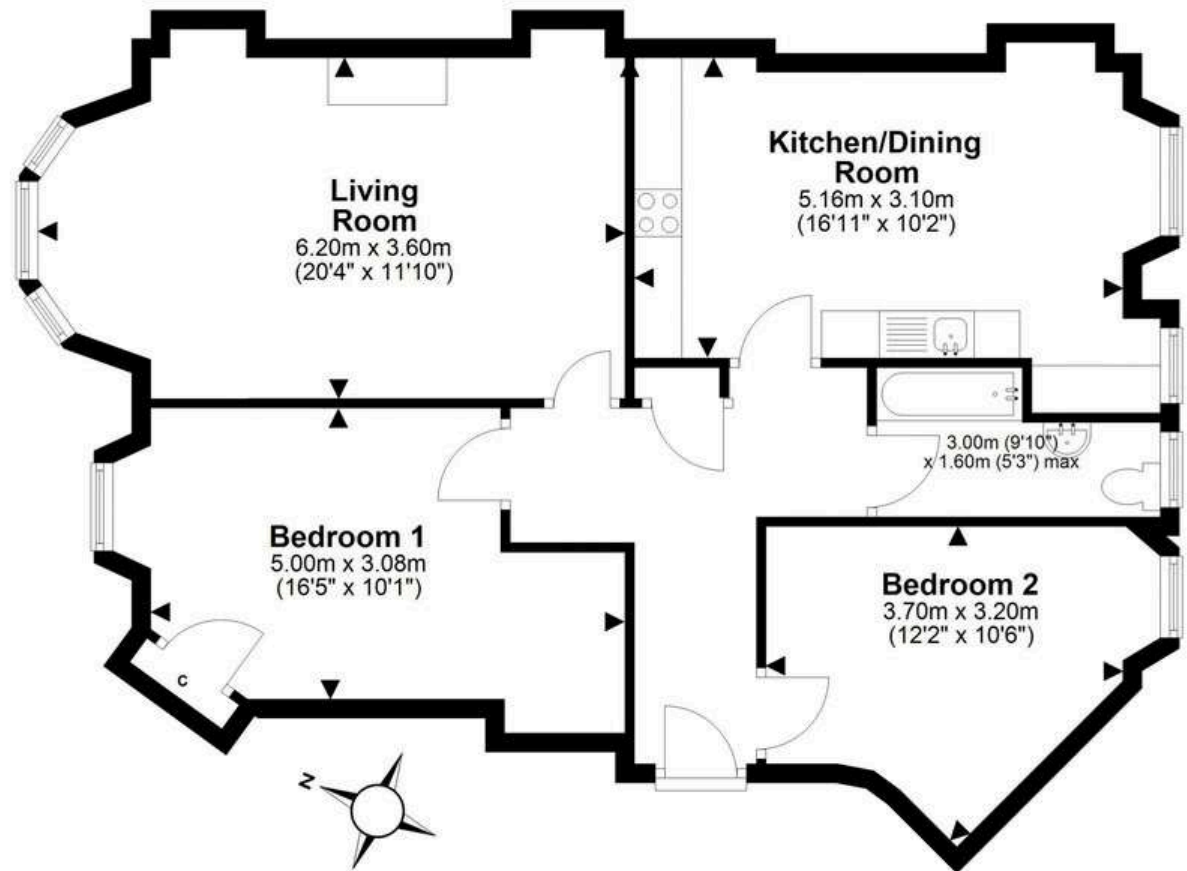 Living
Room
6.20m x 3.60m
(20'4" x 11'10")
Kitchen/Dining
Room
5.16m x 3.10m
(16'11" x 10'2")
3.00m (9'10")
x 1.60m (5'3") max
Bedroom 1
5.00m x 3.08m
(16'5" x 10'1")
Bedroom 2
3.70m x 3.20m
(12'2" x 10'6")
C
N